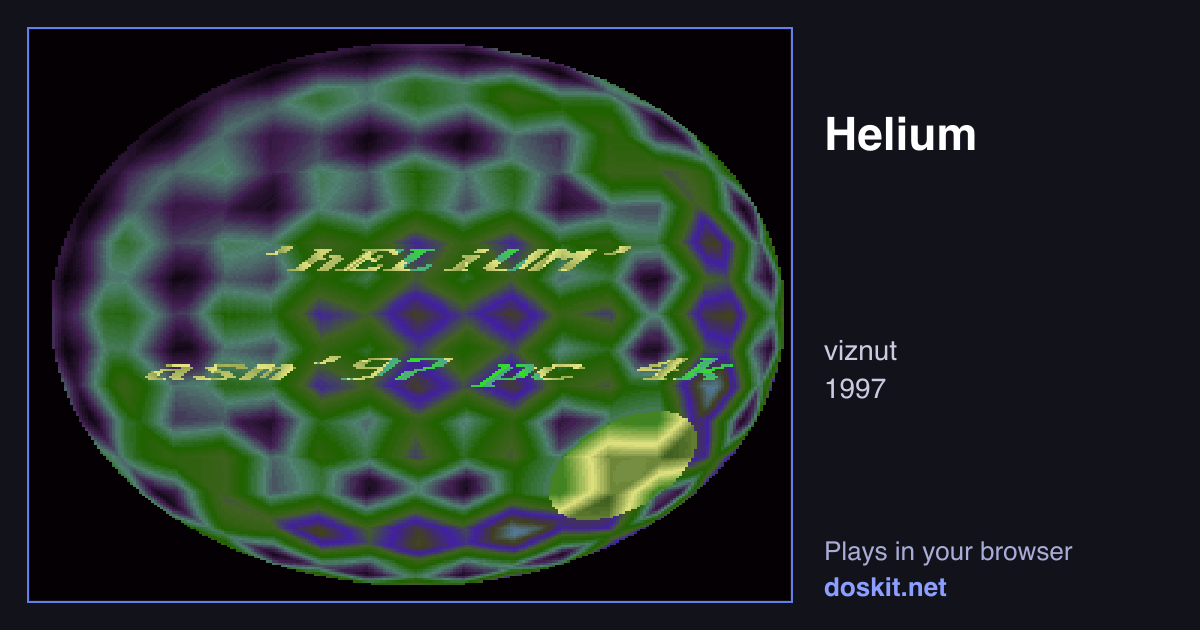 'hELiUM'
asm'97 pc 4k
Helium
viznut
1997
Plays in your browser
doskit.net